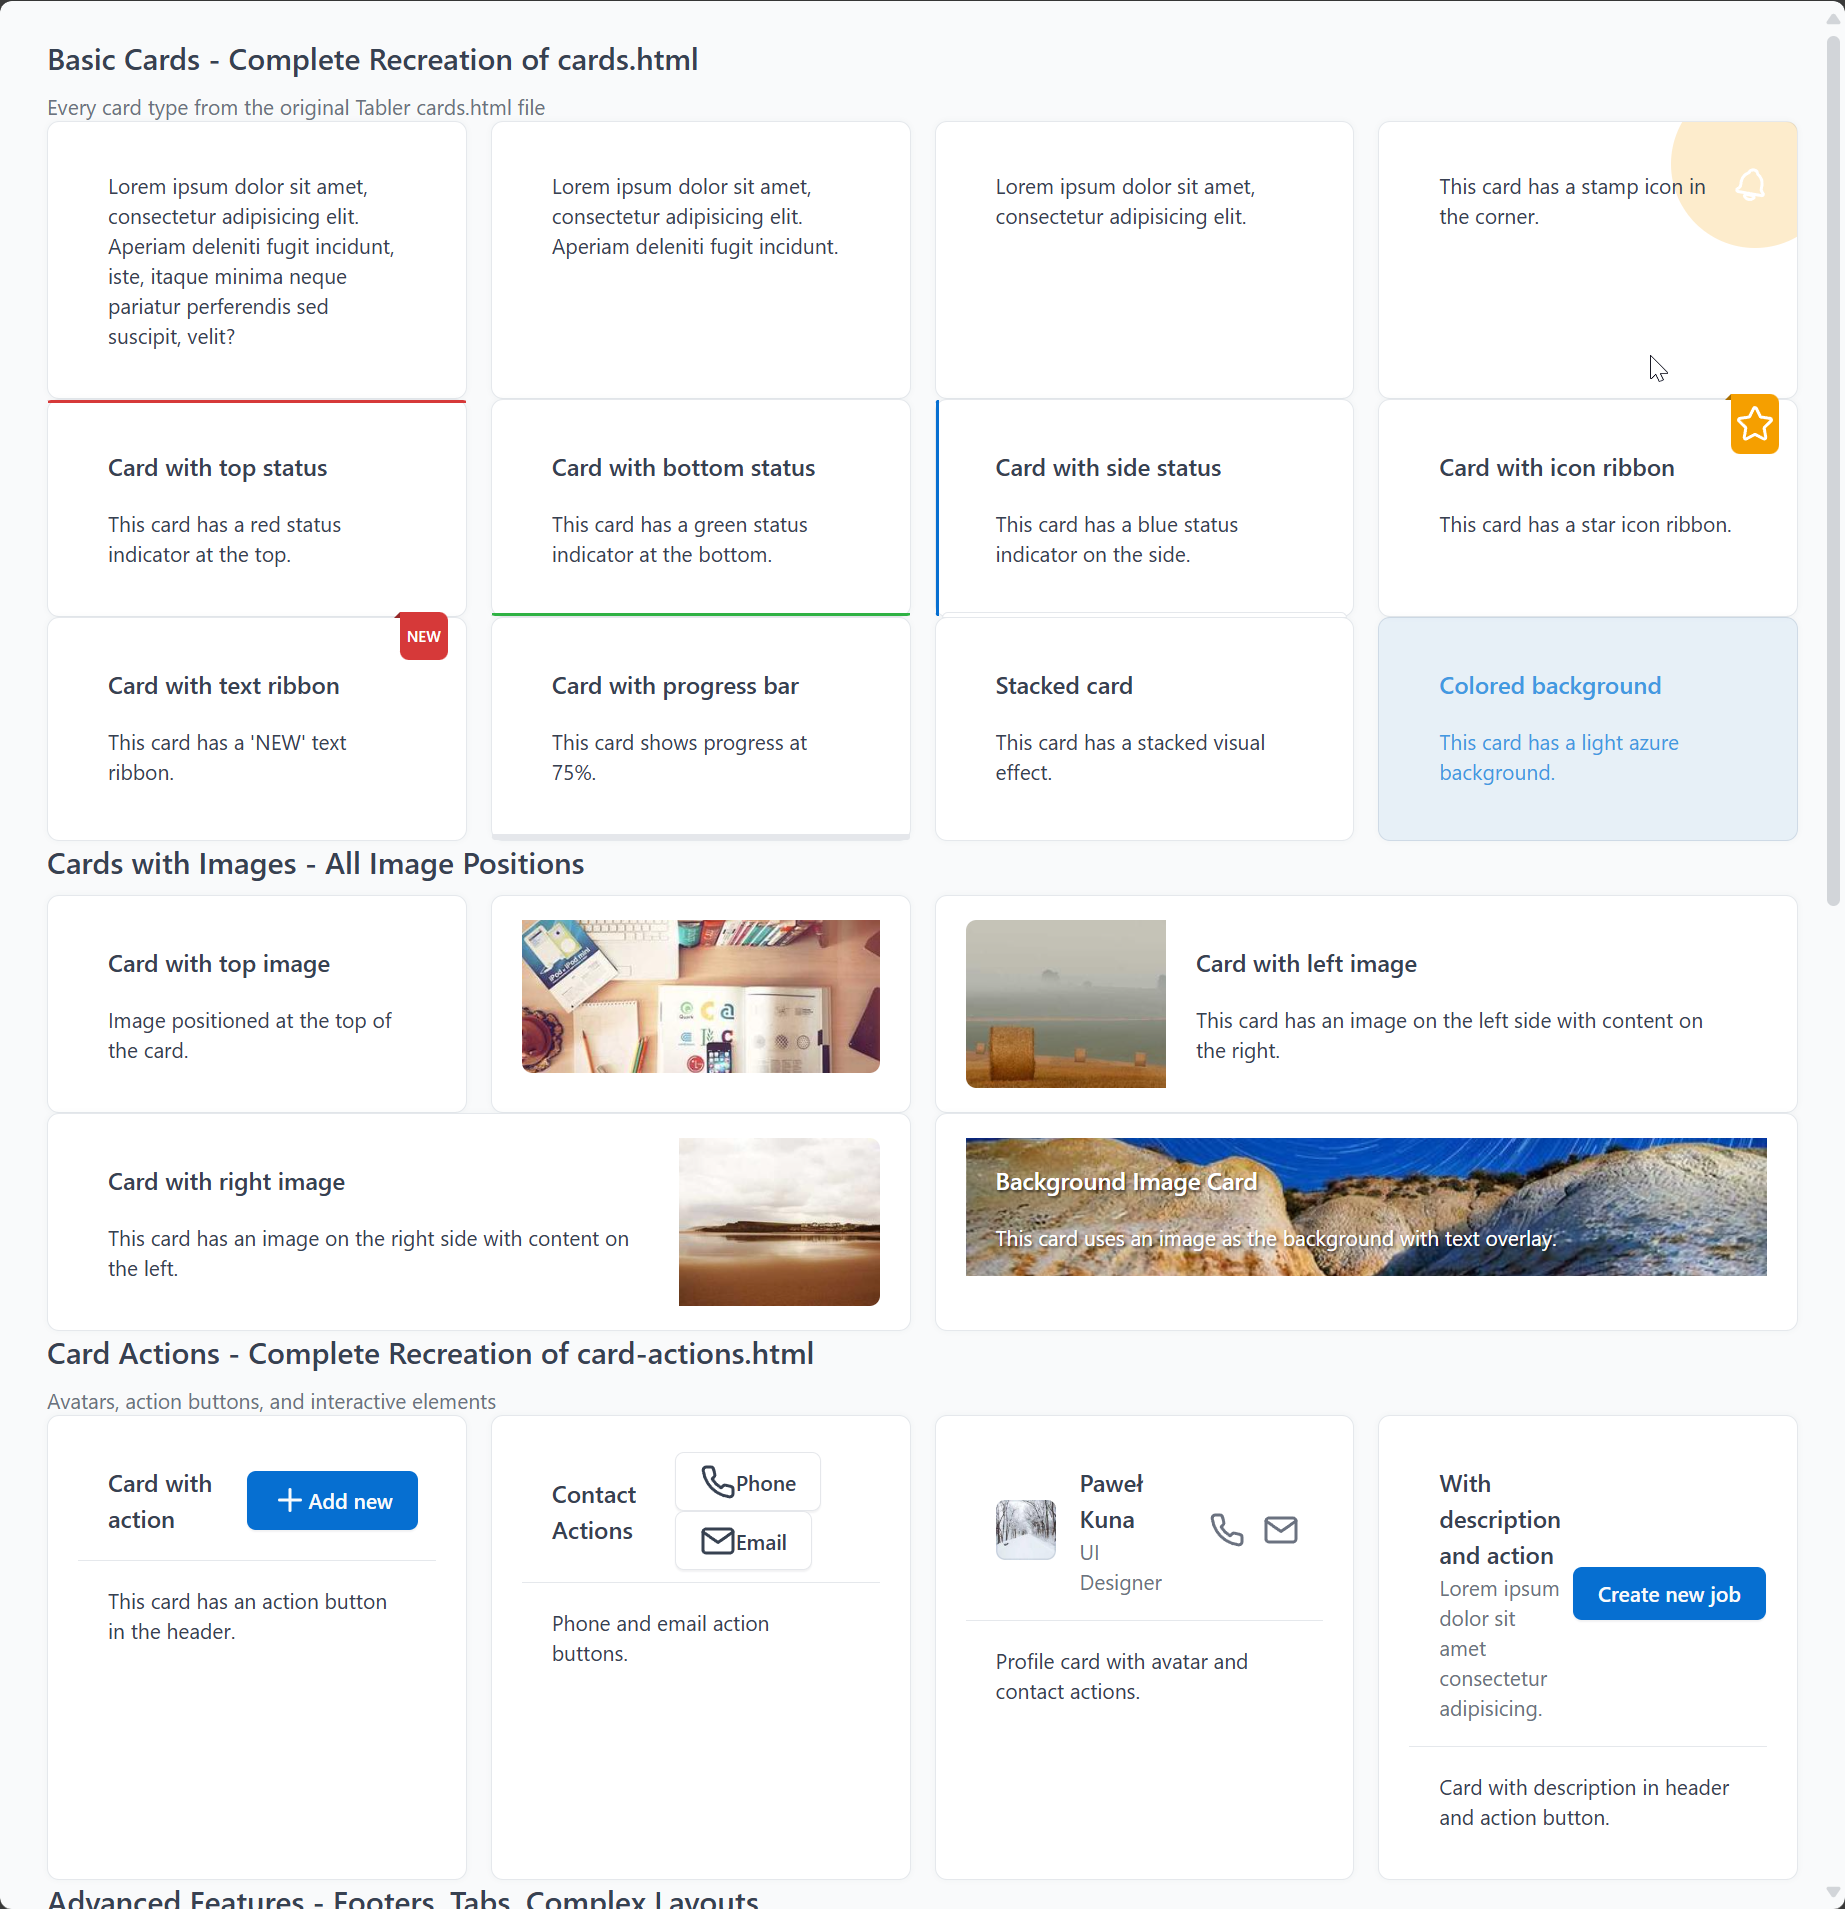 Basic Cards - Complete Recreation of cards.html
Every card type from the original Tabler cards.html file
Lorem ipsum dolor sit amet,
consectetur adipisicing elit.
Aperiam deleniti fugit incidunt,
iste, itaque minima neque
pariatur perferendis sed
suscipit, velit?
Lorem ipsum dolor sit amet,
consectetur adipisicing elit.
Aperiam deleniti fugit incidunt.
Lorem ipsum dolor sit amet,
consectetur adipisicing elit.
This card has a stamp icon in
the corner.
Card with top status
This card has a red status
indicator at the top.
Card with bottom status
This card has a green status
indicator at the bottom.
Card with side status
This card has a blue status
indicator on the side.
Card with icon ribbon
This card has a star icon ribbon.
NEW
Card with text ribbon
This card has a 'NEW' text
ribbon.
Card with progress bar
This card shows progress at
75%.
Stacked card
This card has a stacked visual
effect.
Colored background
This card has a light azure
background.
Cards with Images - All Image Positions
Card with top image
Image positioned at the top of
the card.
Card with left image
This card has an image on the left side with content on
the right.
Card with right image
This card has an image on the right side with content on
the left.
Background Image Card
This card uses an image as the background with text overlay.
Card Actions - Complete Recreation of card-actions.html
Avatars, action buttons, and interactive elements
Card with
action
Add new
This card has an action button
in the header.
Contact
Actions
Phone
Email
Phone and email action
buttons.
Paweł
Kuna
UI
Designer
Profile card with avatar and
contact actions.
With
description
and action
Lorem ipsum
dolor sit
amet
consectetur
adipisicing.
Create new job
Card with description in header
and action button.
Advanced Features - Footers, Tabs, Complex Layouts